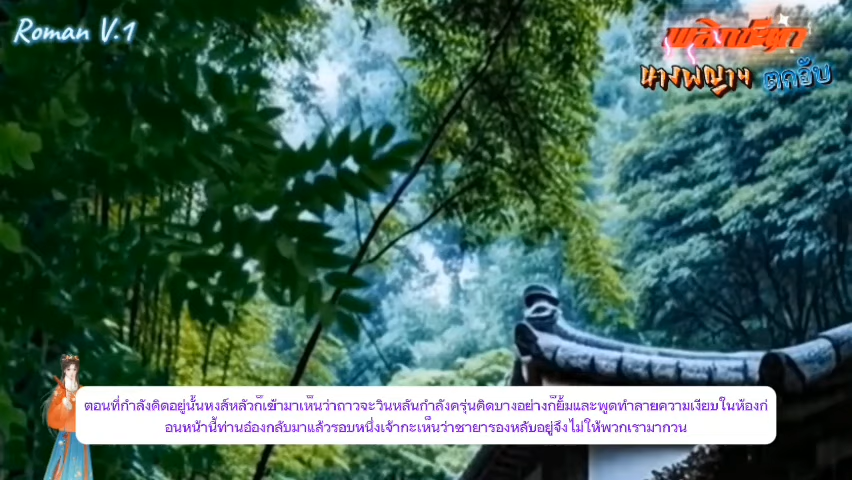 Roman V.1
พลิกชะตา
นางพญาฯ ตกอับ
ตอนที่กำลังคิดอยู่นั้นหงส์หลัวก็เข้ามาเห็นว่าถาวจะวินหลันกำลังครุ่นคิดบางอย่างก็ยิ้มและพูดทำลายความเงียบในห้องก่
อนหน้านี้ท่านอ๋องกลับมาแล้วรอบหนึ่งเจ้ากะเห็นว่าชายารองหลับอยู่จึงไม่ให้พวกเรามากวน